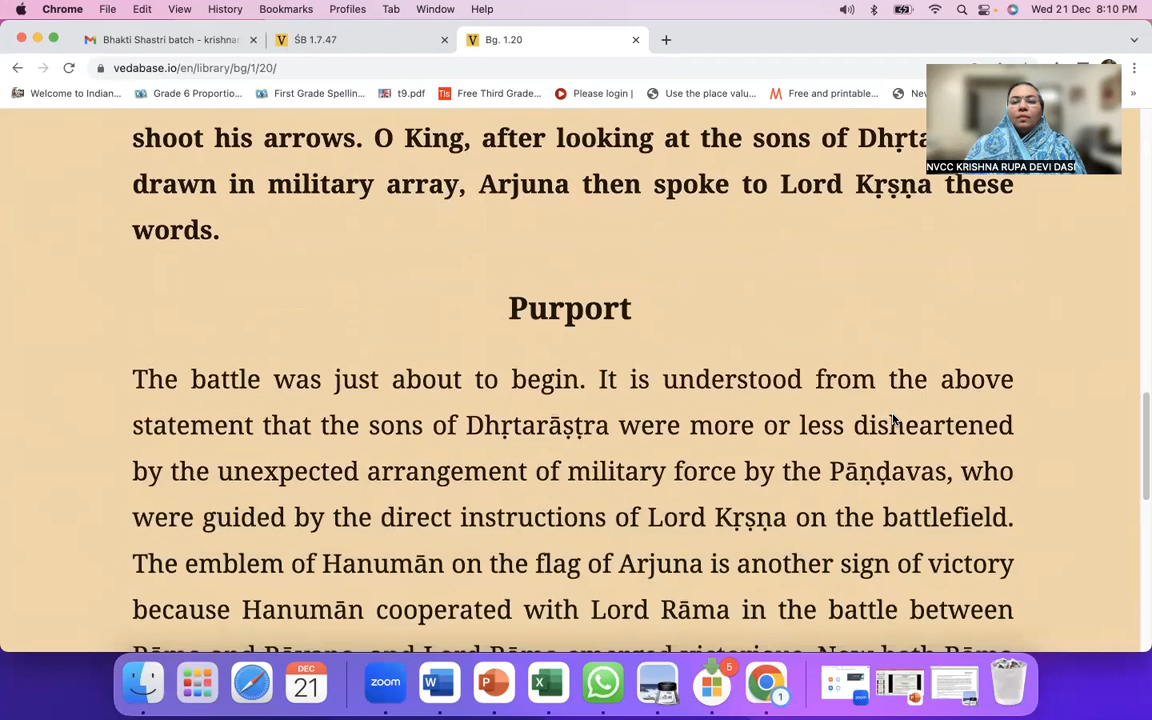 Chrome File Edit View History Bookmarks Profiles Tab Window Help Wed 21 Dec 8:10 PM
Bhakti Shastri batch - krishna ŚB 1.7.47 Bg. 1.20
vedabase.io/en/library/bg/1/20/
Welcome to Indian... Grade 6 Proportio... First Grade Spellin... t9.pdf Free Third Grade... Please login | Use the place valu... Free and printable... »
NVCC KRISHNA RUPA DEVI DASI
shoot his arrows. O King, after looking at the sons of
drawn in military array, Arjuna then spoke to Lord Kṛṣṇa these
words.
Purport
The battle was just about to begin. It is understood from the above
statement that the sons of Dhṛtarāṣṭra were more or less disheartened
by the unexpected arrangement of military force by the Pāṇḍavas, who
were guided by the direct instructions of Lord Kṛṣṇa on the battlefield.
The emblem of Hanumān on the flag of Arjuna is another sign of victory
because Hanumān cooperated with Lord Rāma in the battle between
DEC
21
zoom
5
1